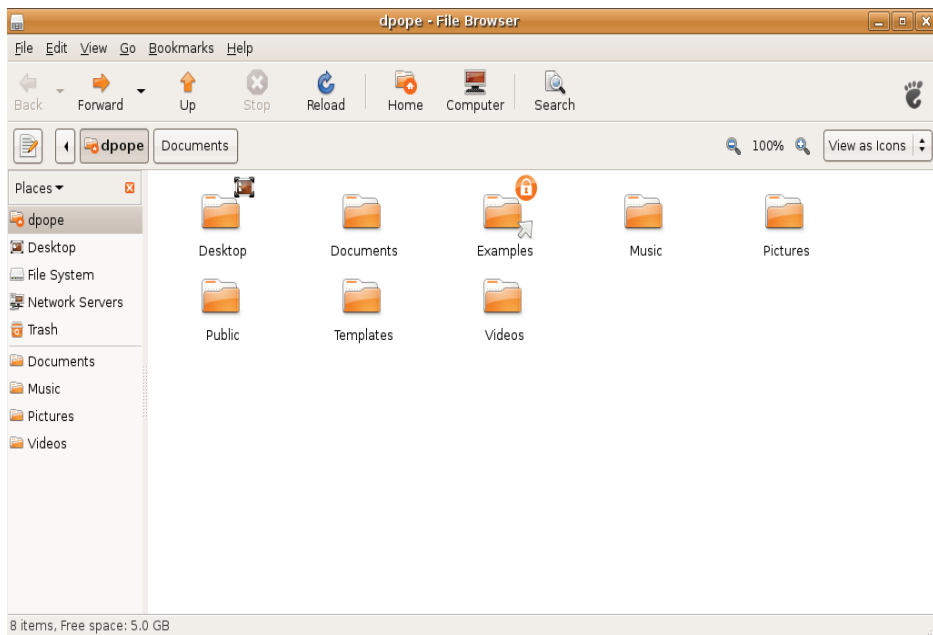 dpope - File Browser
File Edit View Go Bookmarks Help
Back Forward Up Stop Reload Home Computer Search
dpope Documents 100% View as Icons
Places
dpope
Desktop
File System
Network Servers
Trash
Documents
Music
Pictures
Videos
Desktop Documents Examples Music Pictures
Public Templates Videos
8 items, Free space: 5.0 GB